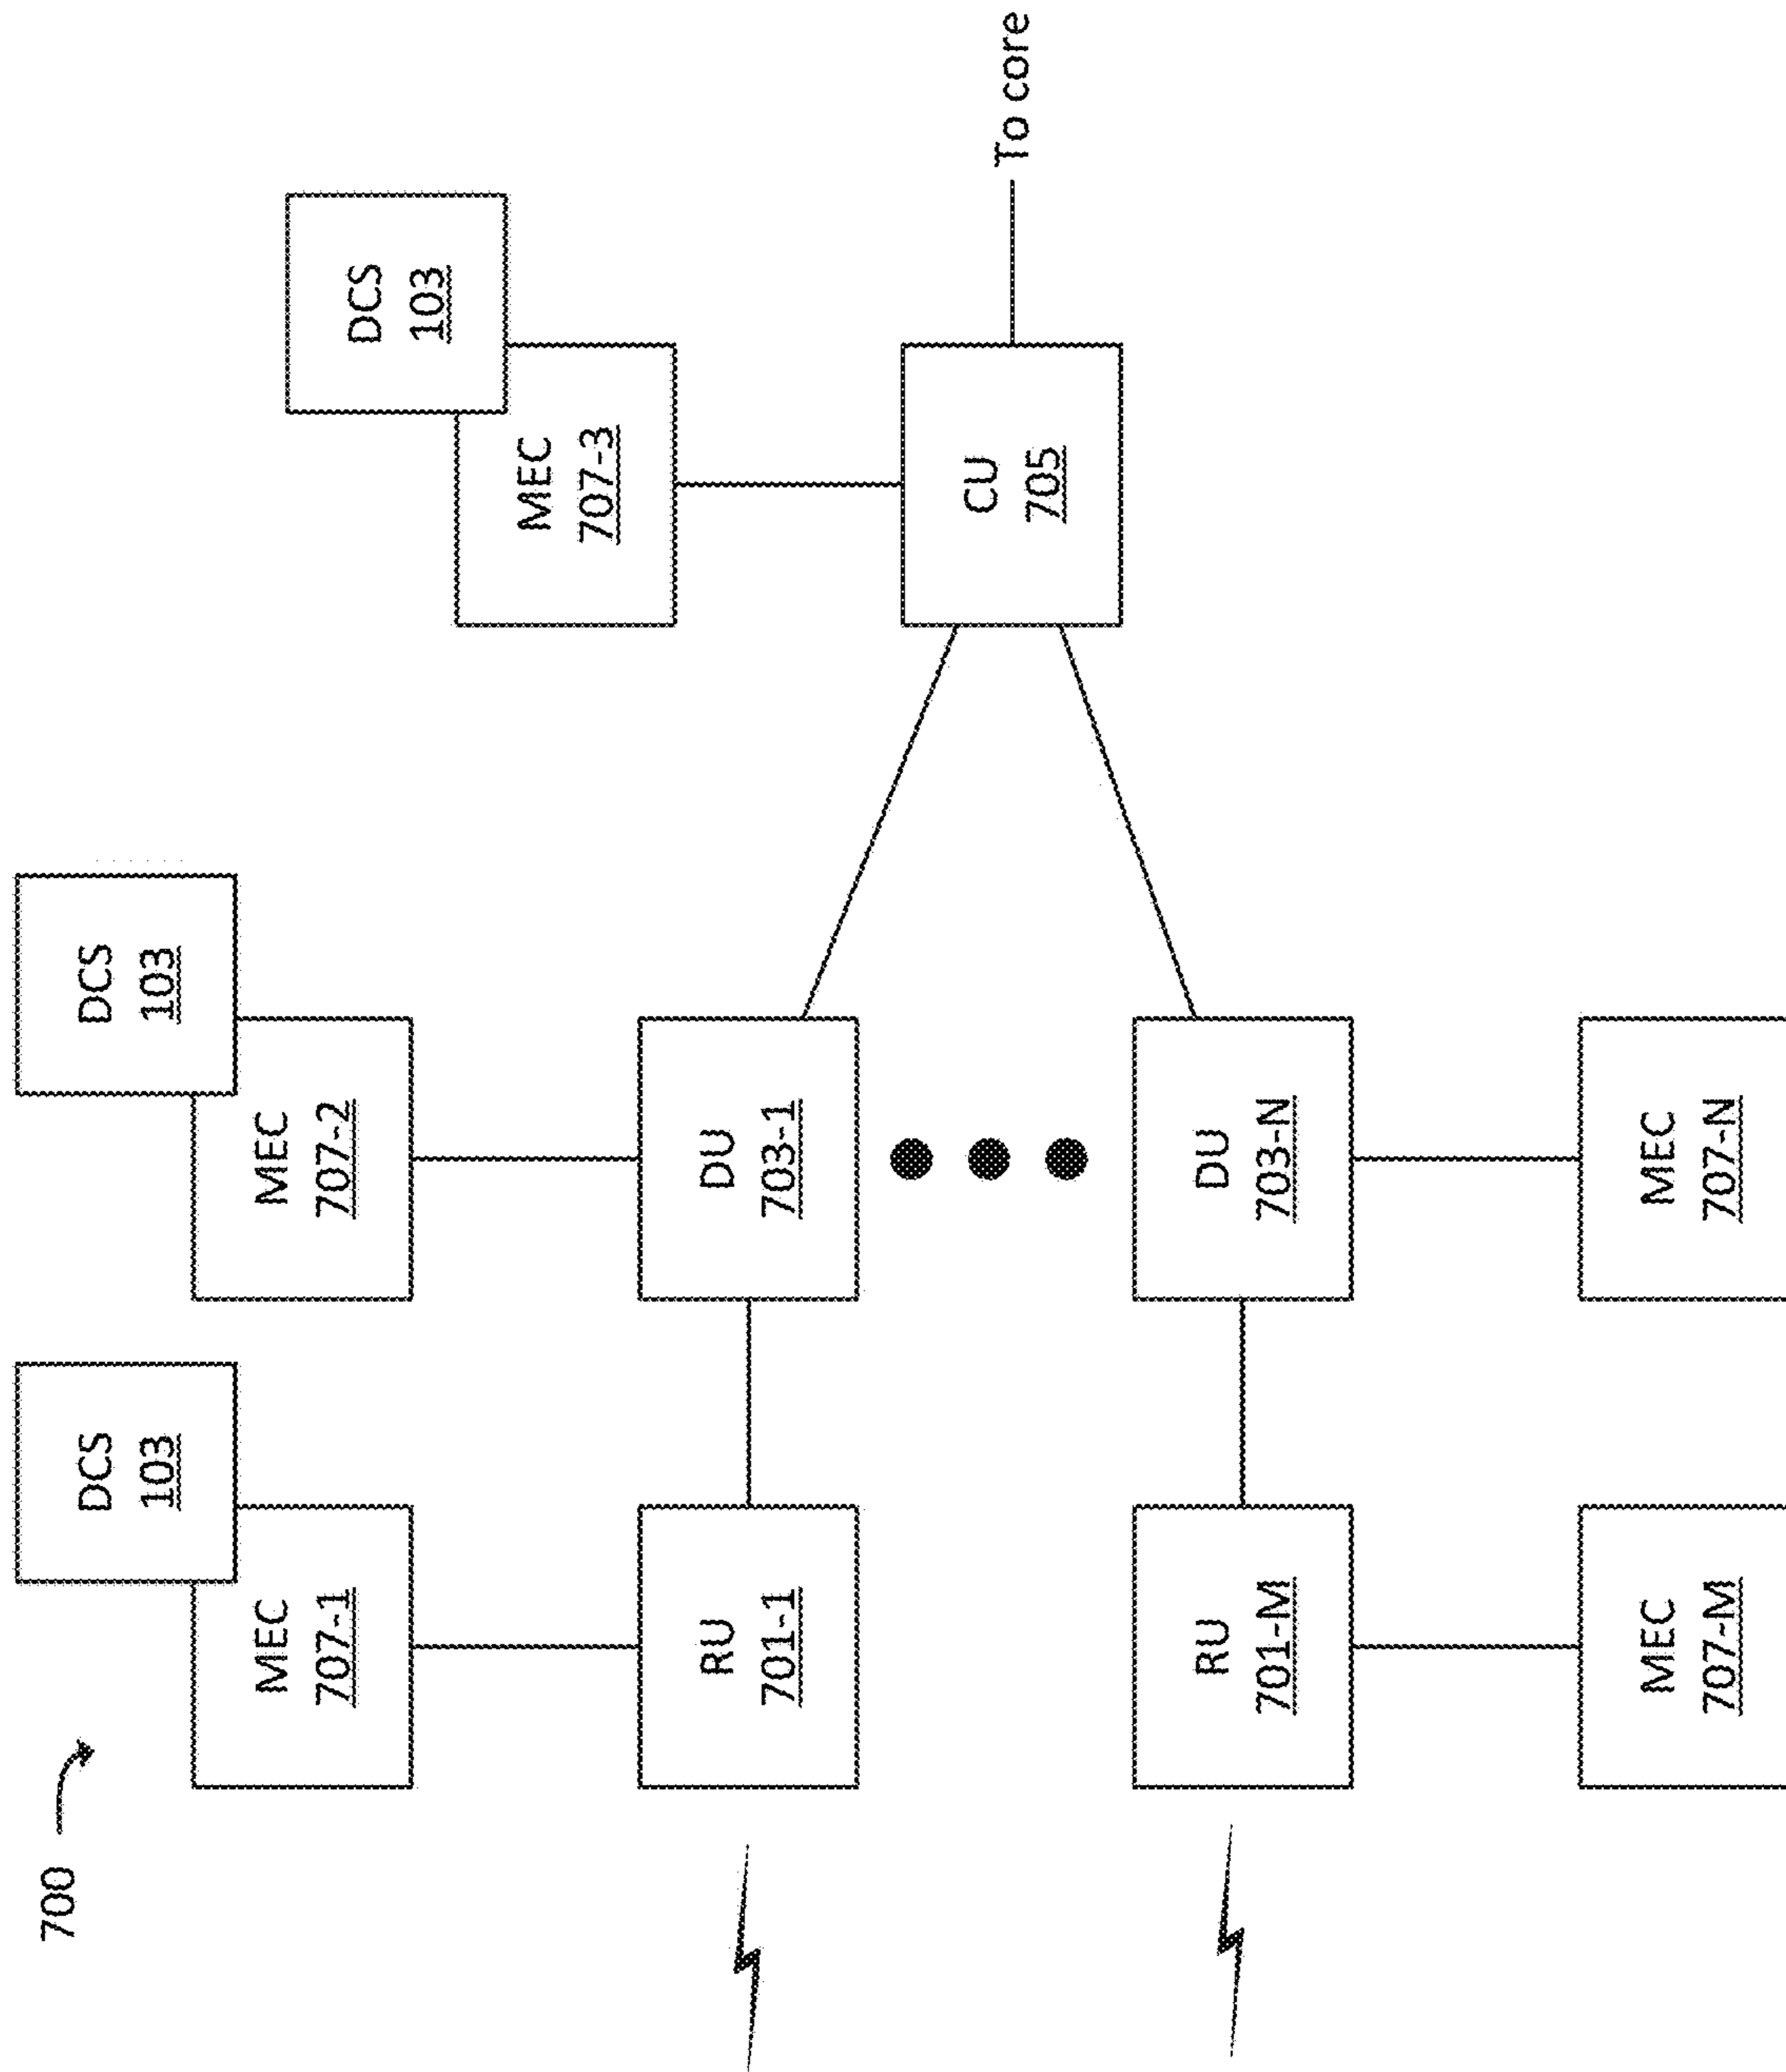 700
DCS
103
DCS
103
DCS
103
MEC
707-1
MEC
707-2
MEC
707-3
RU
701-1
DU
703-1
CU
705
To core
RU
701-M
DU
703-N
MEC
707-M
MEC
707-N